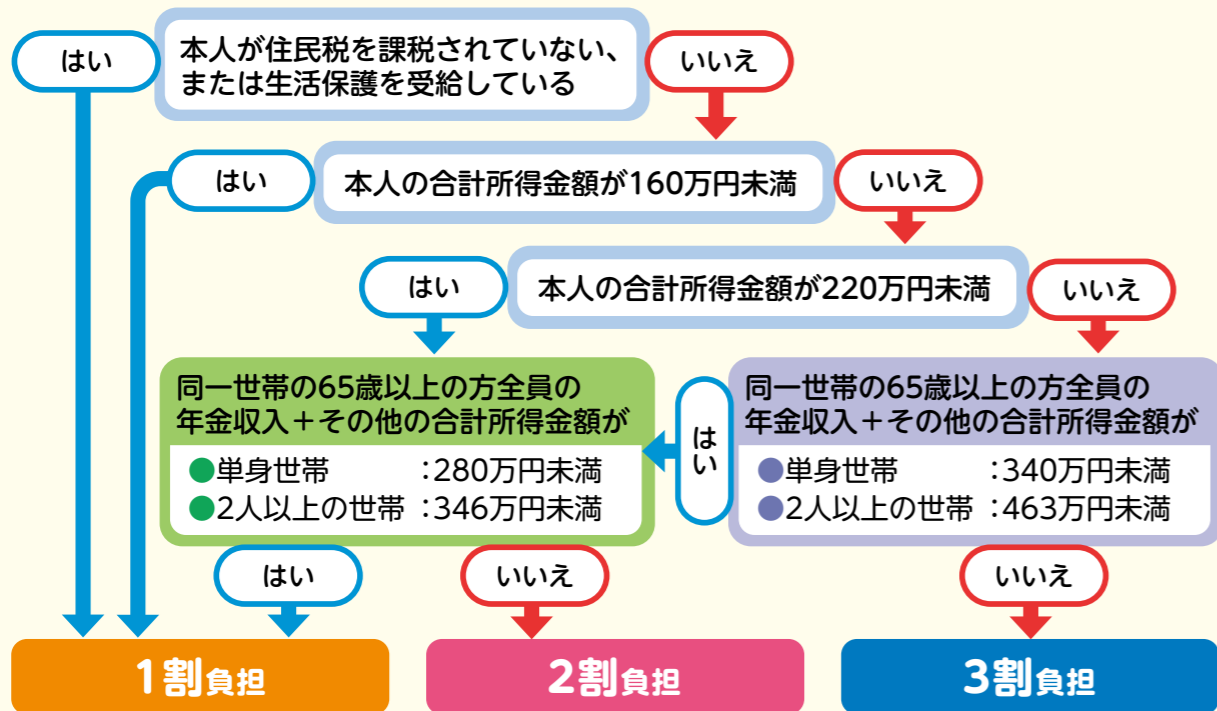 はい
本人が住民税を課税されていない、
または生活保護を受給している
いいえ
はい
本人の合計所得金額が160万円未満
いいえ
はい
本人の合計所得金額が220万円未満
いいえ
同一世帯の65歳以上の方全員の
年金収入＋その他の合計所得金額が
●単身世帯 ：280万円未満
●2人以上の世帯 ：346万円未満
はい
同一世帯の65歳以上の方全員の
年金収入＋その他の合計所得金額が
●単身世帯 ：340万円未満
●2人以上の世帯 ：463万円未満
はい
いいえ
いいえ
1割負担
2割負担
3割負担